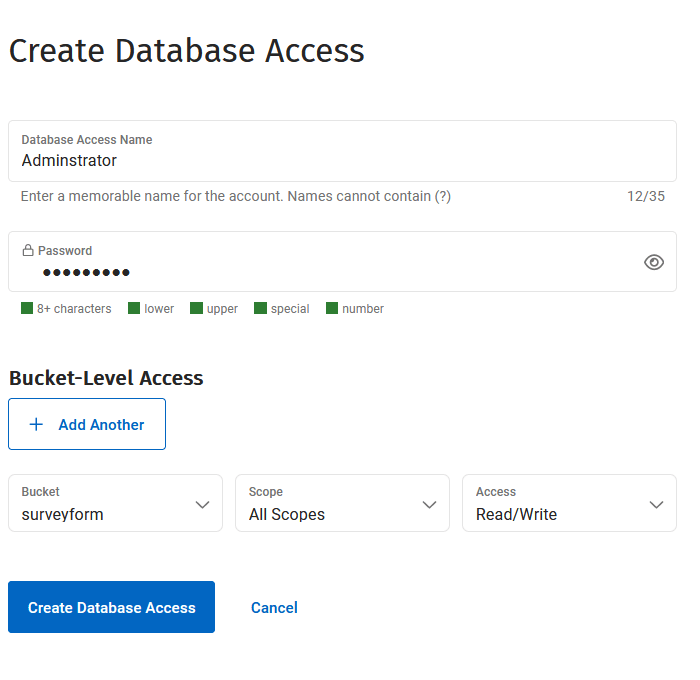 Create Database Access
Database Access Name
Adminstrator
Enter a memorable name for the account. Names cannot contain (?) 12/35
Password
•••••••••
8+ characters lower upper special number
Bucket-Level Access
+ Add Another
Bucket Scope Access
surveyform All Scopes Read/Write
Create Database Access Cancel